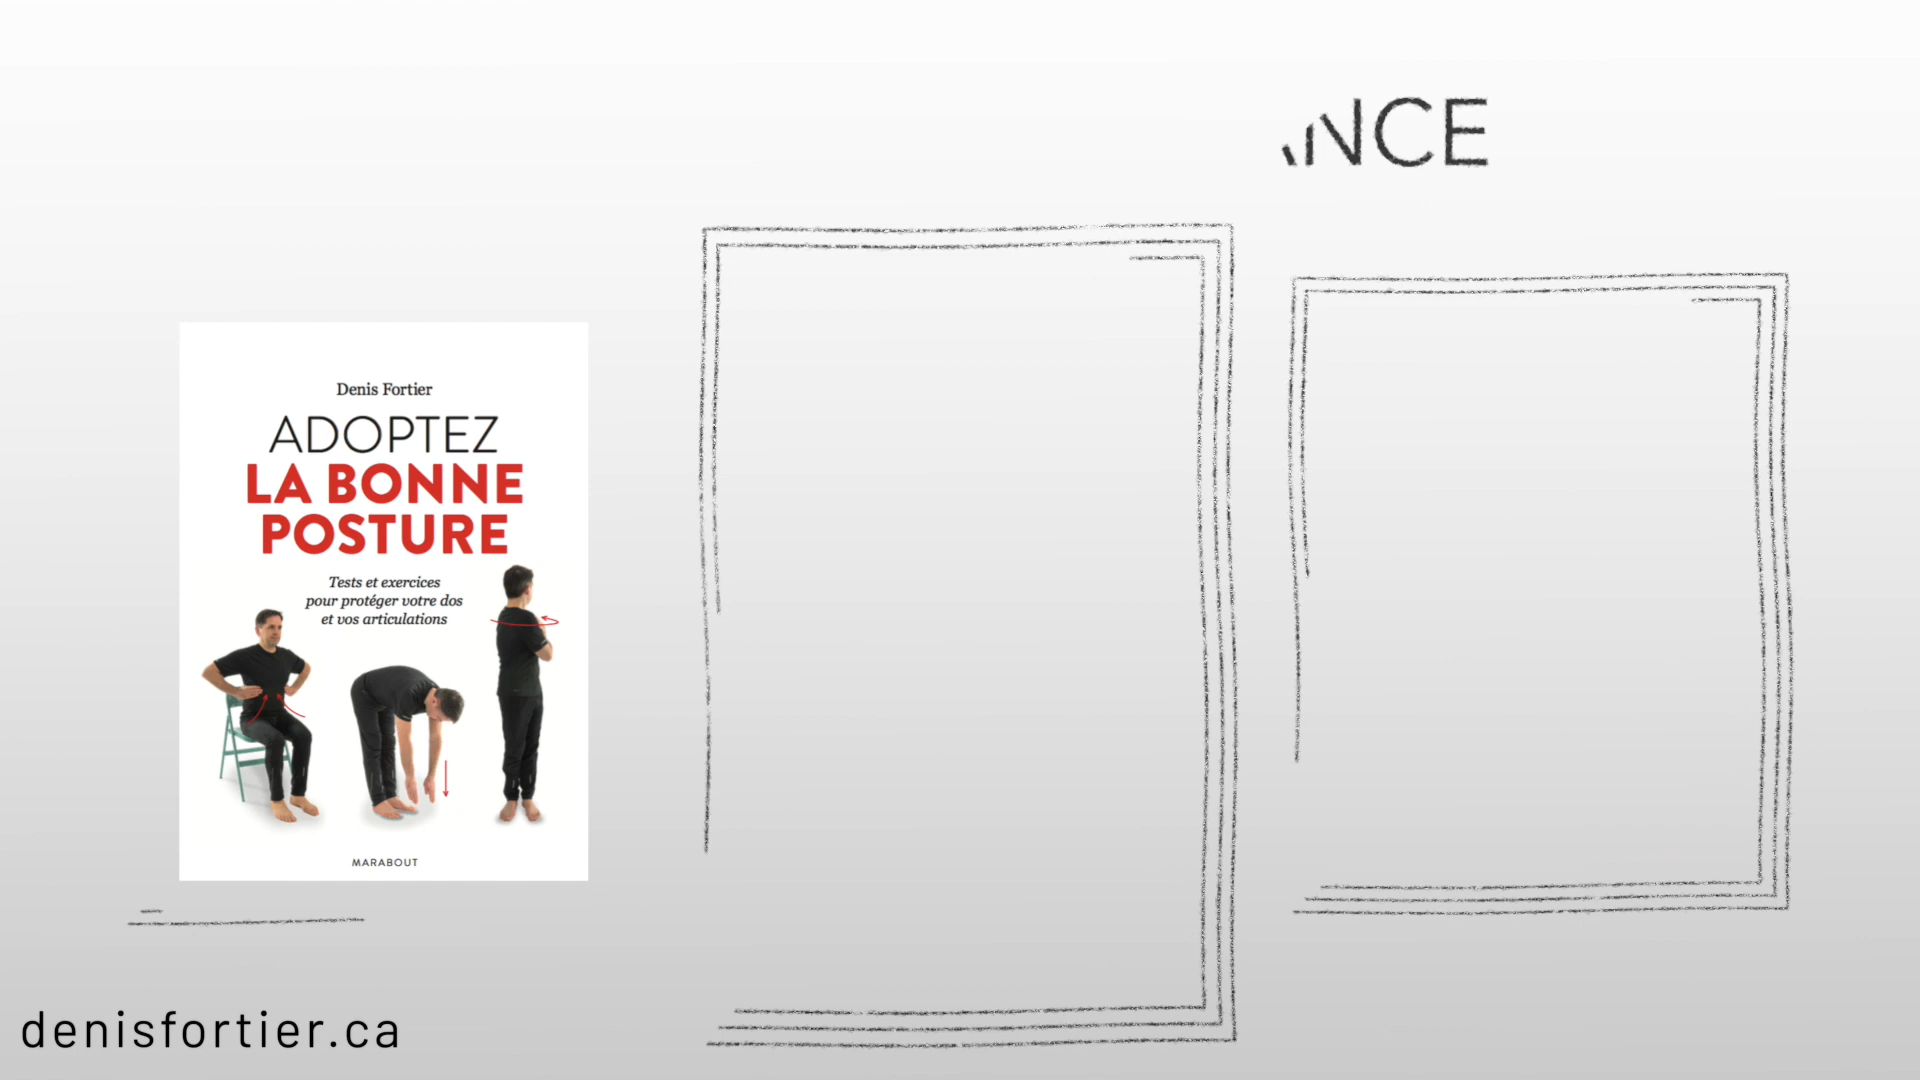 NCE
Denis Fortier
ADOPTEZ
LA BONNE
POSTURE
Tests et exercices
pour protéger votre dos
et vos articulations
MARABOUT
denisfortier.ca